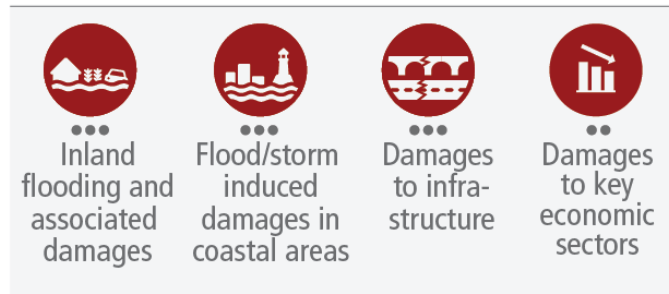 Inland
flooding and
associated
damages
Flood/storm
induced
damages in
coastal areas
Damages
to infra-
structure
Damages
to key
economic
sectors